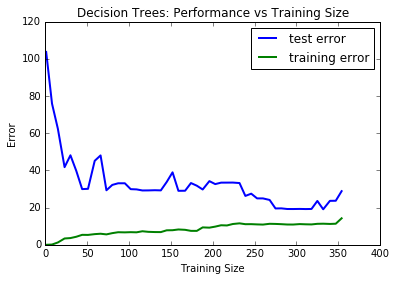 Decision Trees: Performance vs Training Size
120
100
80
60
40
20
0
Error
test error
training error
0 50 100 150 200 250 300 350 400
Training Size